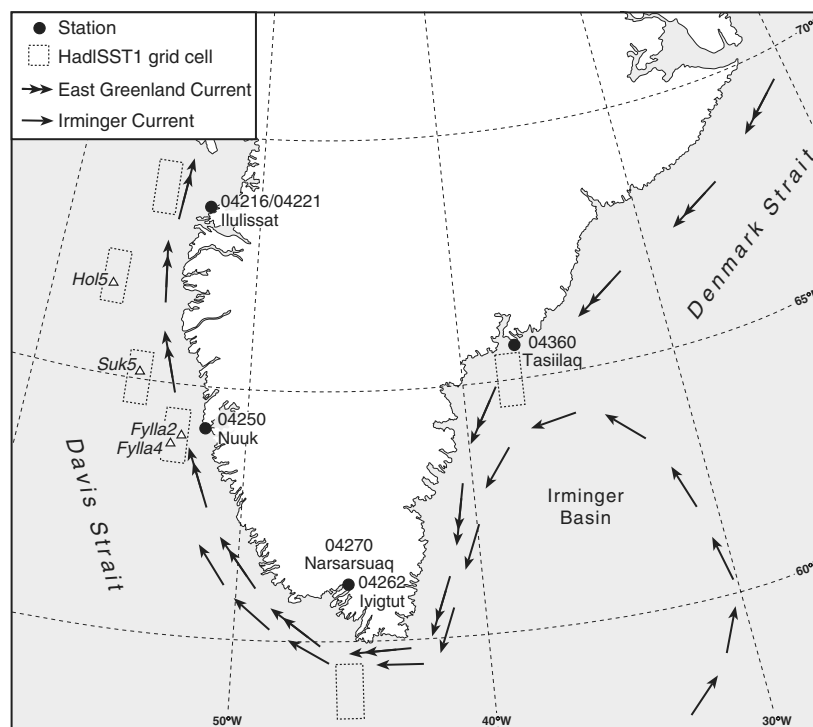 Station
HadlSST1 grid cell
East Greenland Current
Irminger Current
70°
04216/04221
Ilulissat
Denmark Strait
Hol5
65°
04360
Tasiilaq
Suk5
04250
Nuuk
Fylla2
Fylla4
Davis Strait
Irminger
Basin
04270
Narsarsuaq
04262
Ivigtut
60°
50°W
40°W
30°W